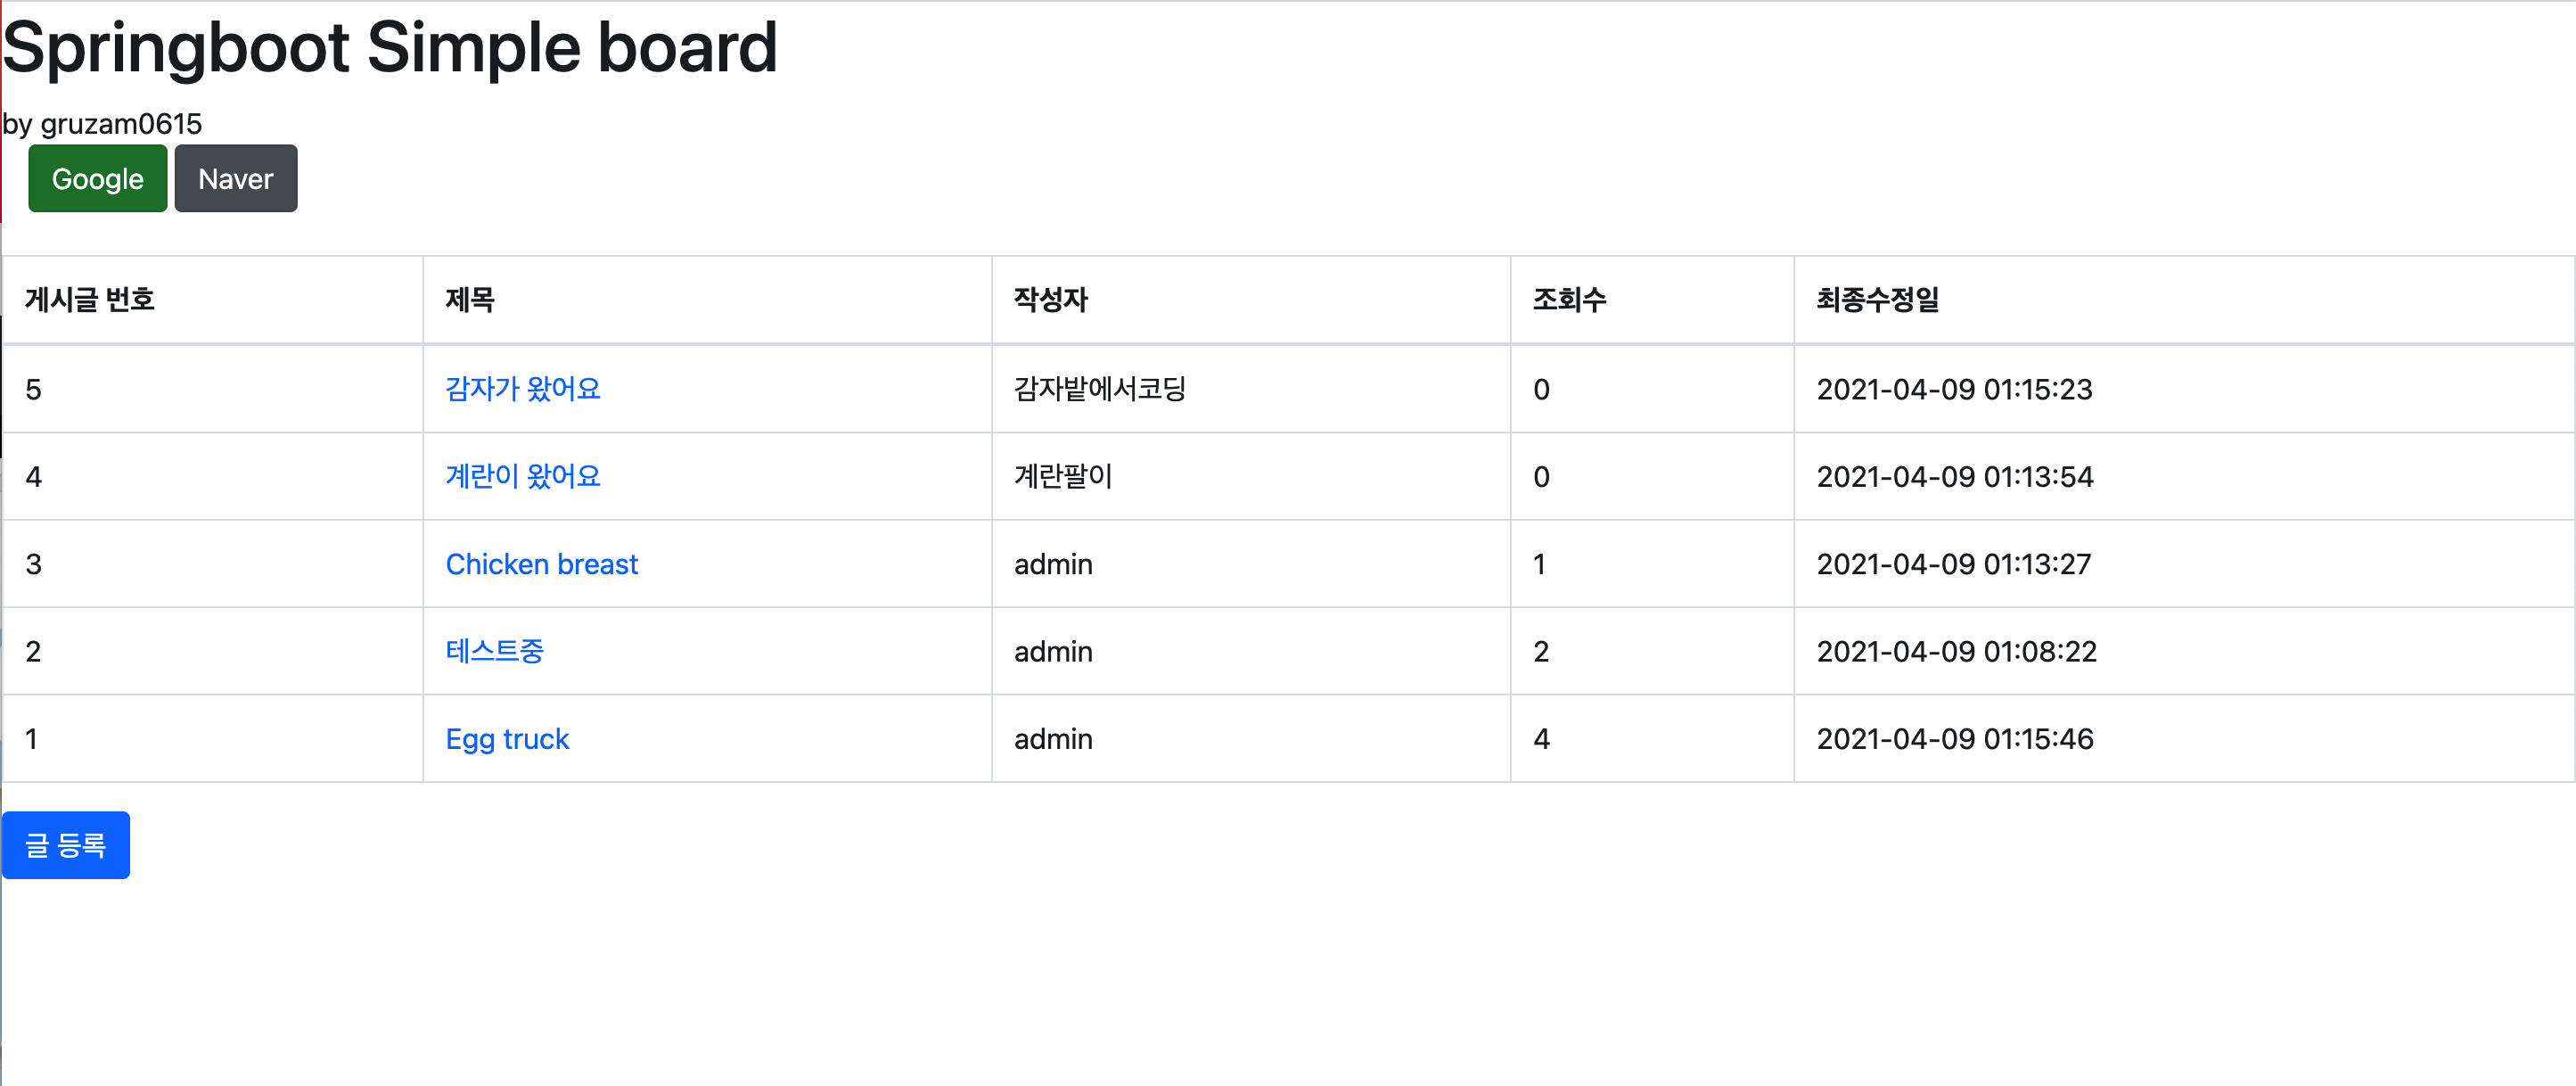 Springboot Simple board
by gruzam0615
Google Naver
게시글 번호 제목 작성자 조회수 최종수정일
5 감자가 왔어요 감자밭에서코딩 0 2021-04-09 01:15:23
4 계란이 왔어요 계란팔이 0 2021-04-09 01:13:54
3 Chicken breast admin 1 2021-04-09 01:13:27
2 테스트중 admin 2 2021-04-09 01:08:22
1 Egg truck admin 4 2021-04-09 01:15:46
글 등록